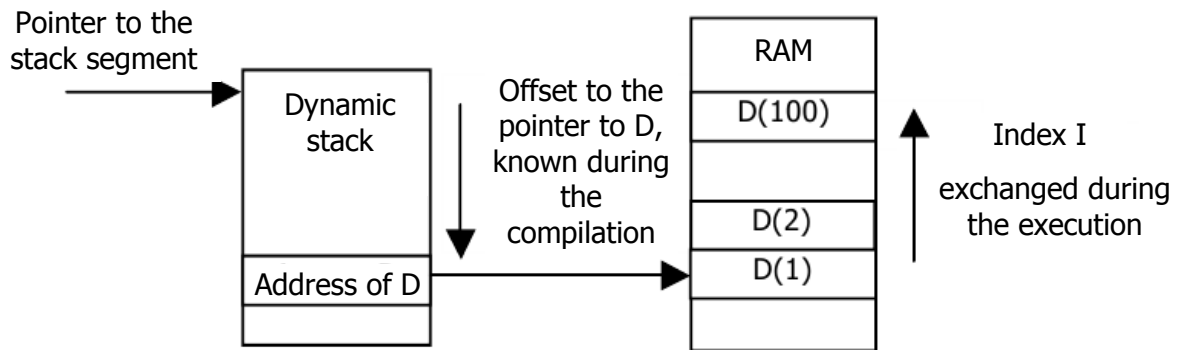 Pointer to the
stack segment
Dynamic
stack
Address of D
Offset to the
pointer to D,
known during
the
compilation
RAM
D(100)
D(2)
D(1)
Index I
exchanged during
the execution